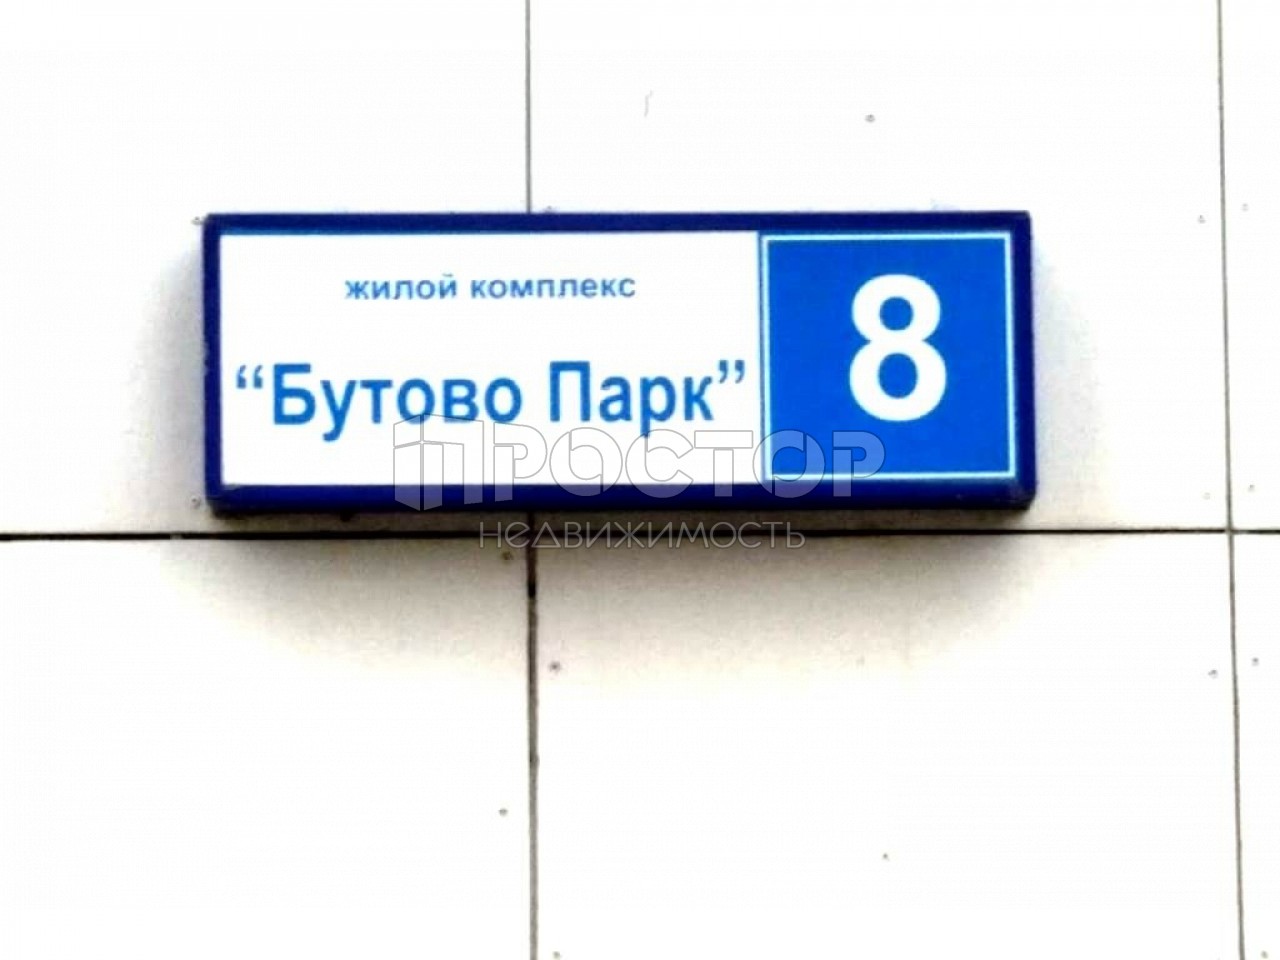 жилой комплекс
“Бутово Парк”
8
ПРОСТОР
НЕДВИЖИМОСТЬ